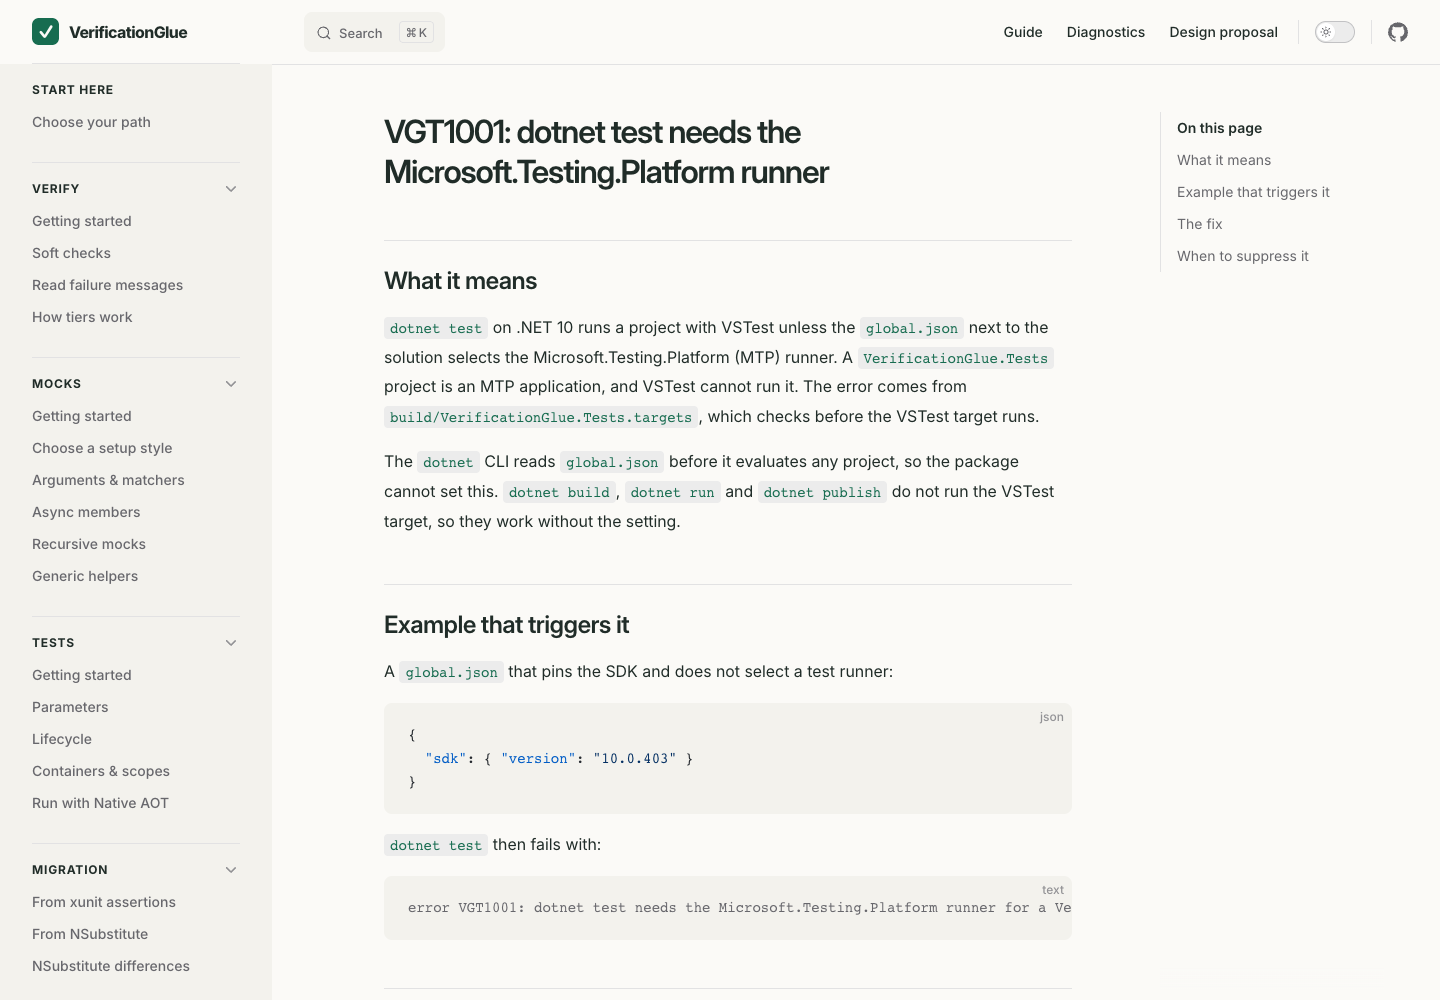 VerificationGlue
Search ⌘ K
Guide
Diagnostics
Design proposal
START HERE
Choose your path
VERIFY
Getting started
Soft checks
Read failure messages
How tiers work
MOCKS
Getting started
Choose a setup style
Arguments & matchers
Async members
Recursive mocks
Generic helpers
TESTS
Getting started
Parameters
Lifecycle
Containers & scopes
Run with Native AOT
MIGRATION
From xunit assertions
From NSubstitute
NSubstitute differences
VGT1001: dotnet test needs the
Microsoft.Testing.Platform runner
What it means
dotnet test on .NET 10 runs a project with VSTest unless the global.json next to the
solution selects the Microsoft.Testing.Platform (MTP) runner. A VerificationGlue.Tests
project is an MTP application, and VSTest cannot run it. The error comes from
build/VerificationGlue.Tests.targets, which checks before the VSTest target runs.
The dotnet CLI reads global.json before it evaluates any project, so the package
cannot set this. dotnet build, dotnet run and dotnet publish do not run the VSTest
target, so they work without the setting.
Example that triggers it
A global.json that pins the SDK and does not select a test runner:
json
{
"sdk": { "version": "10.0.403" }
}
dotnet test then fails with:
text
error VGT1001: dotnet test needs the Microsoft.Testing.Platform runner for a Ve
On this page
What it means
Example that triggers it
The fix
When to suppress it